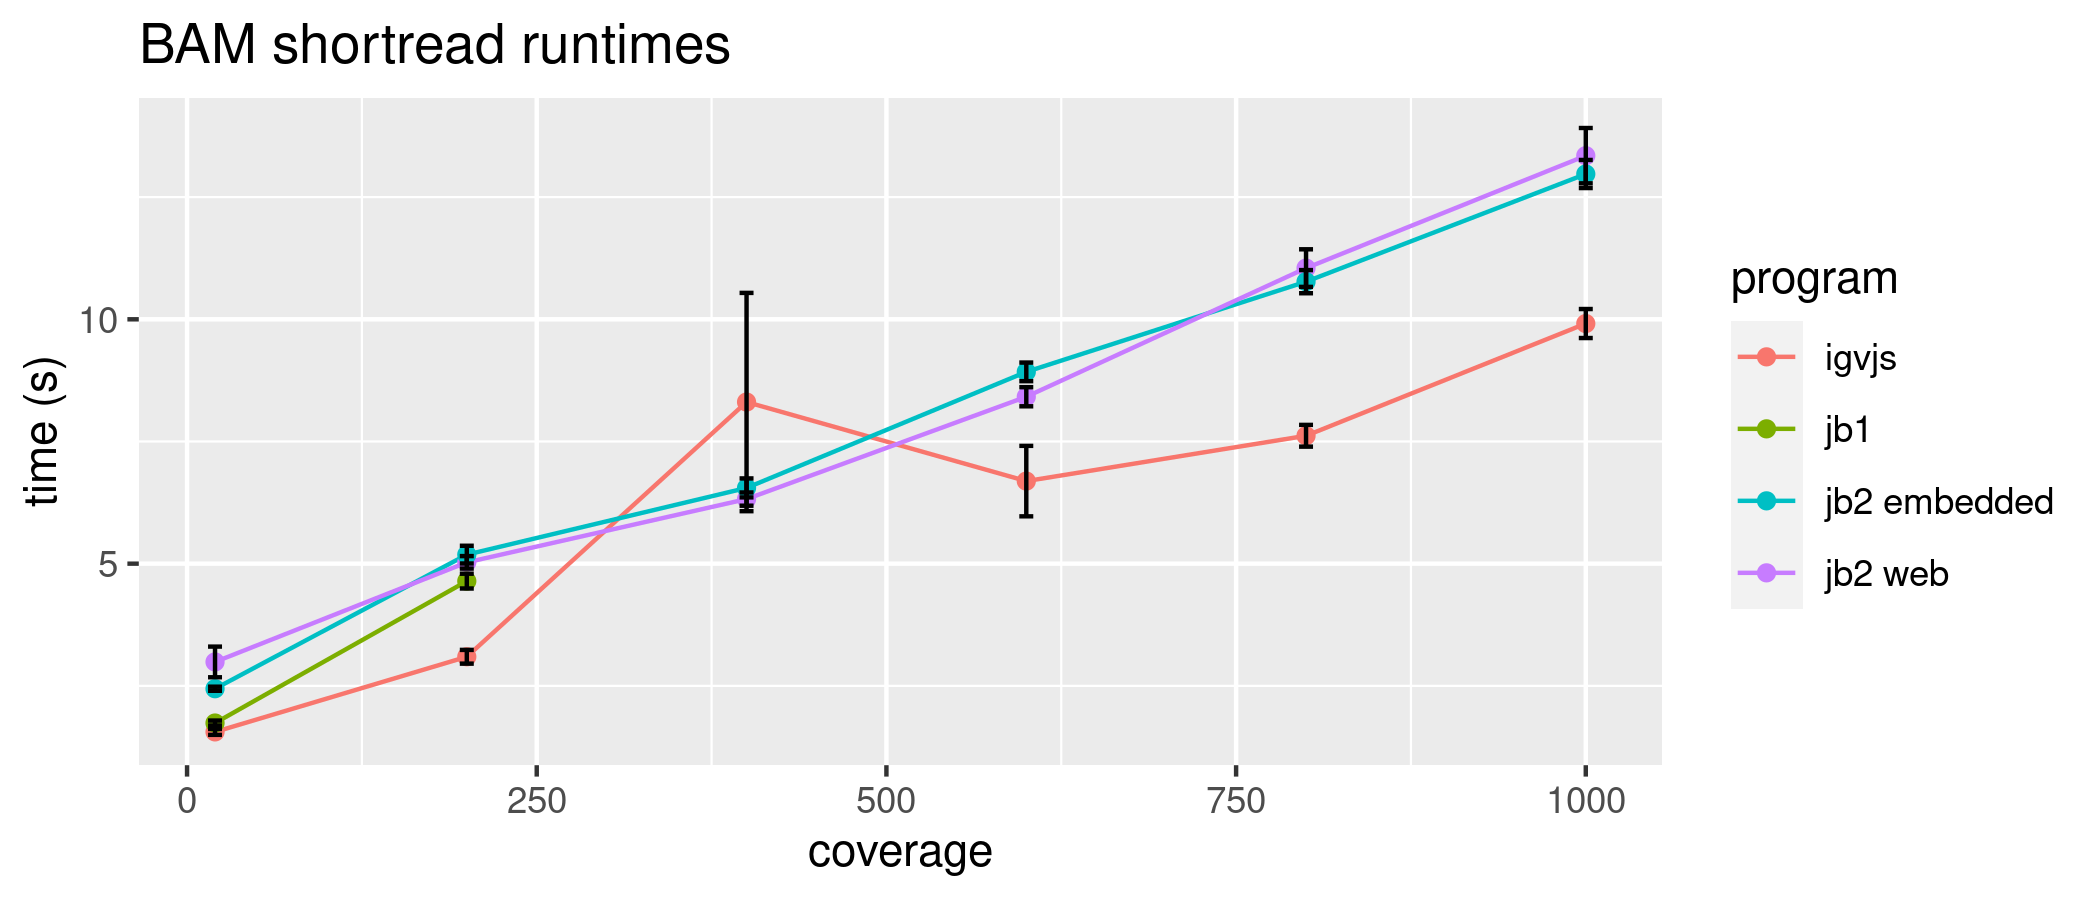 BAM shortread runtimes
time (s)
10
5
0 250 500 750 1000
coverage
program
igvjs
jb1
jb2 embedded
jb2 web